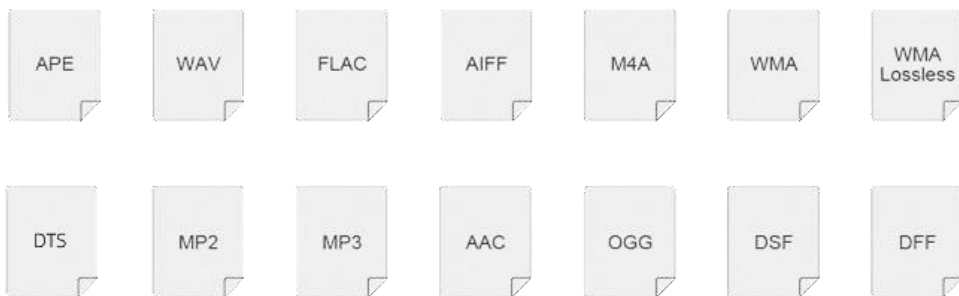 APE WAV FLAC AIFF M4A WMA WMA
Lossless
DTS MP2 MP3 AAC OGG DSF DFF